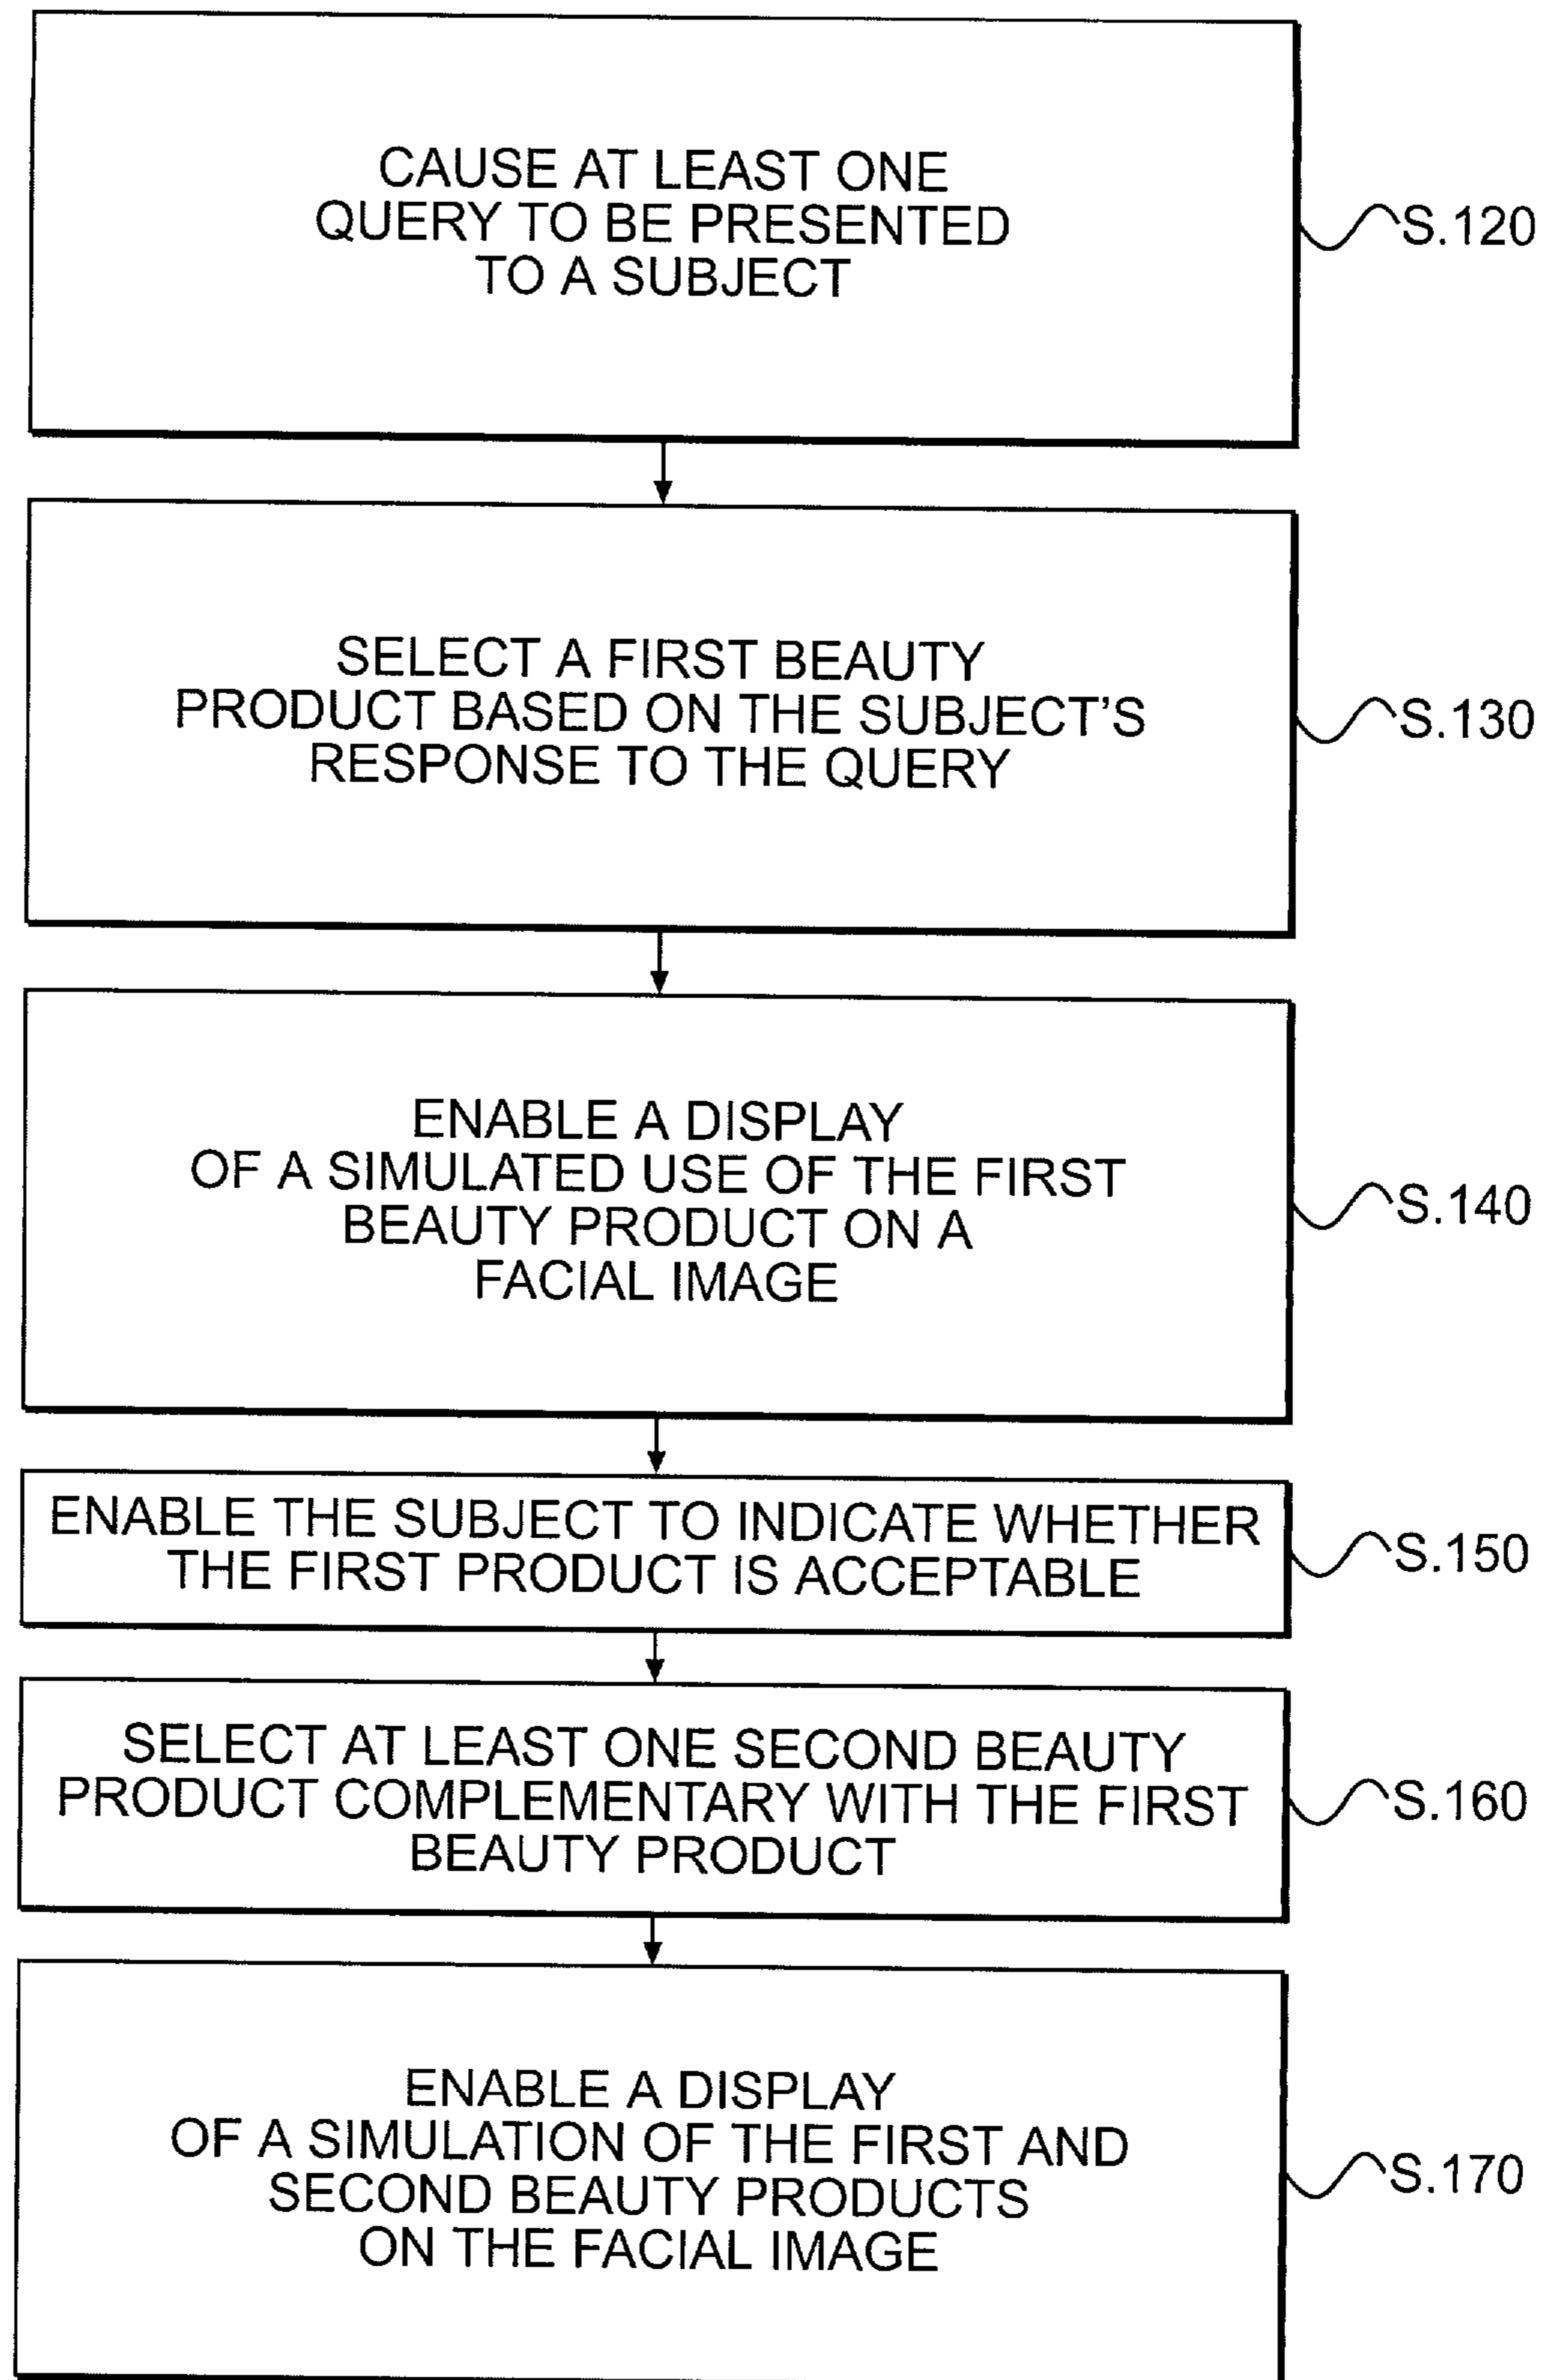 CAUSE AT LEAST ONE
QUERY TO BE PRESENTED
TO A SUBJECT
S.120
SELECT A FIRST BEAUTY
PRODUCT BASED ON THE SUBJECT'S
RESPONSE TO THE QUERY
S.130
ENABLE A DISPLAY
OF A SIMULATED USE OF THE FIRST
BEAUTY PRODUCT ON A
FACIAL IMAGE
S.140
ENABLE THE SUBJECT TO INDICATE WHETHER
THE FIRST PRODUCT IS ACCEPTABLE
S.150
SELECT AT LEAST ONE SECOND BEAUTY
PRODUCT COMPLEMENTARY WITH THE FIRST
BEAUTY PRODUCT
S.160
ENABLE A DISPLAY
OF A SIMULATION OF THE FIRST AND
SECOND BEAUTY PRODUCTS
ON THE FACIAL IMAGE
S.170